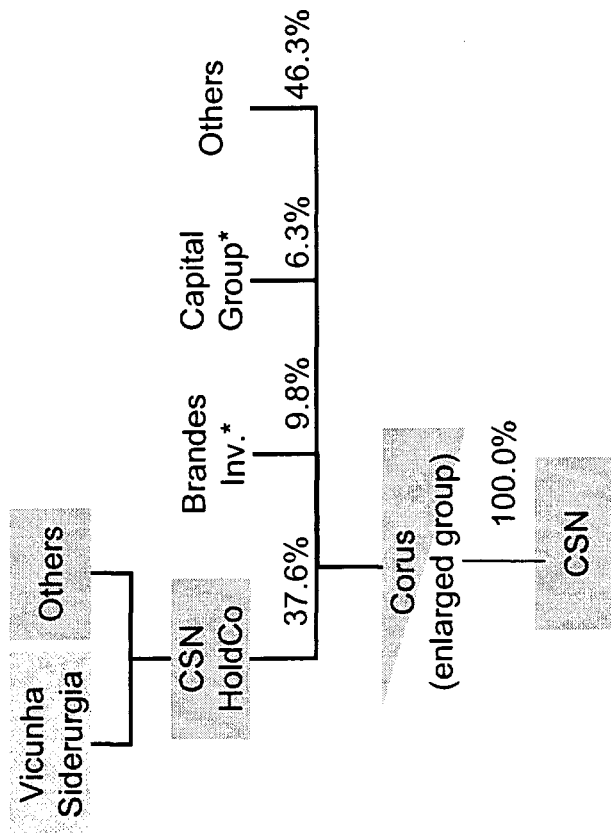 Vicunha
Siderurgia
Others
CSN
HoldCo
Brandes
Inv.*
Capital
Group*
Others
37.6%
9.8%
6.3%
46.3%
Corus
(enlarged group)
100.0%
CSN